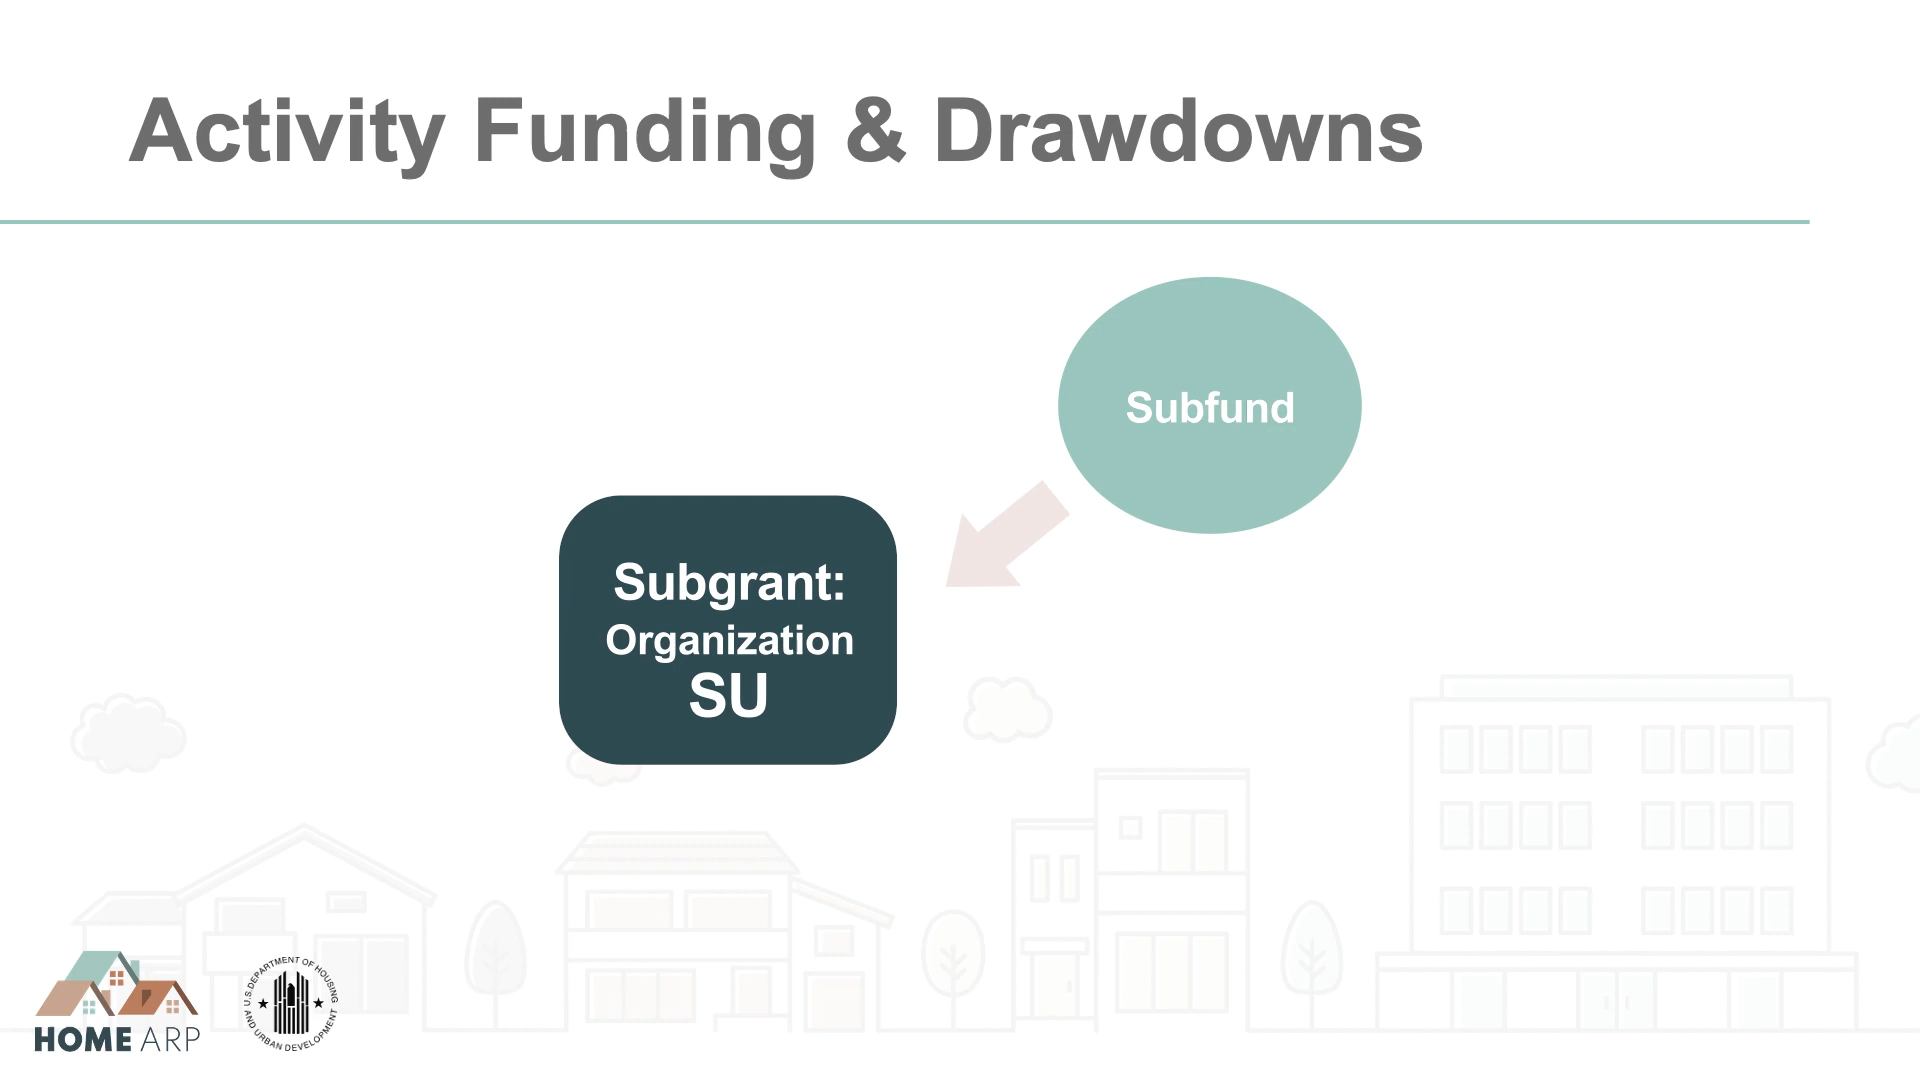 Activity Funding & Drawdowns
Subfund
Subgrant:
Organization
SU
HOME ARP
U.S. DEPARTMENT OF HOUSING
AND URBAN DEVELOPMENT